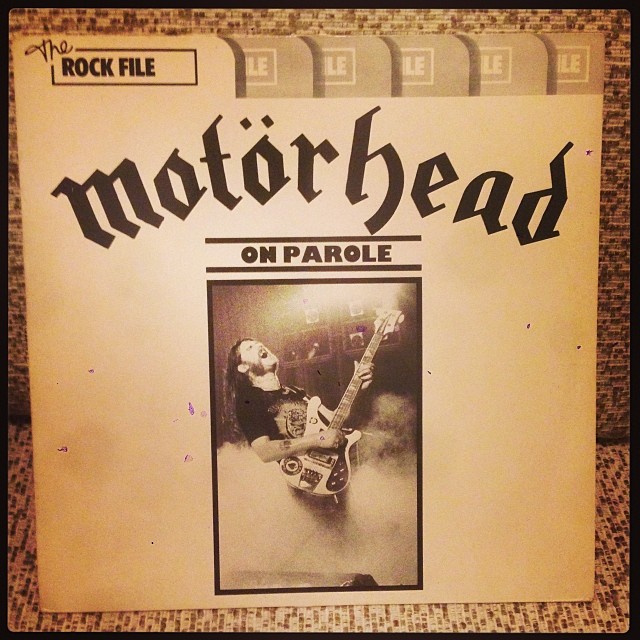 The
ROCK FILE
LE LE LE LE LE
motörhead
ON PAROLE